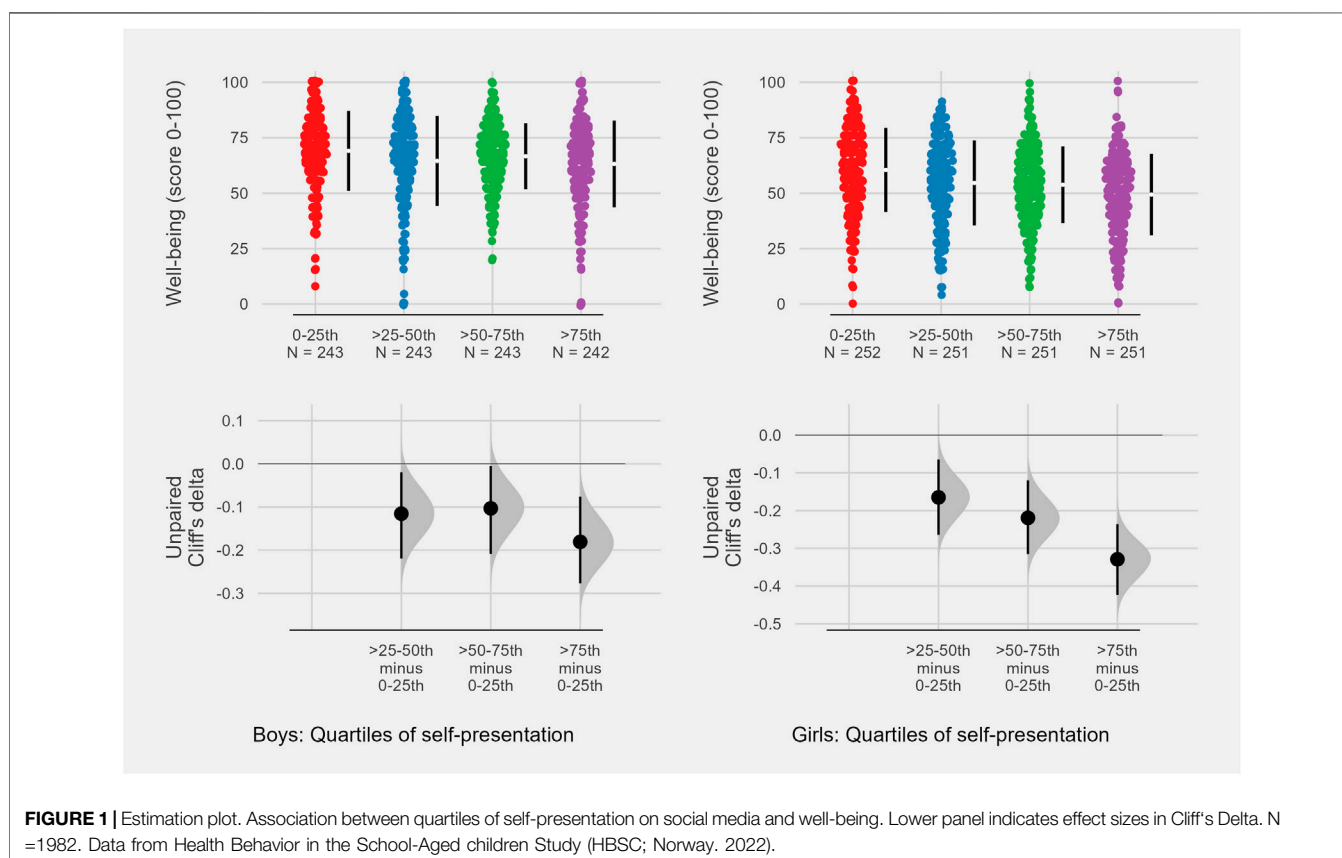 Well-being (score 0-100)
100
75
50
25
0
0-25th
N = 243
>25-50th
N = 243
>50-75th
N = 243
>75th
N = 242
Well-being (score 0-100)
100
75
50
25
0
0-25th
N = 252
>25-50th
N = 251
>50-75th
N = 251
>75th
N = 251
Unpaired
Cliff's delta
0.1
0.0
-0.1
-0.2
-0.3
>25-50th
minus
0-25th
>50-75th
minus
0-25th
>75th
minus
0-25th
Boys: Quartiles of self-presentation
Unpaired
Cliff's delta
0.0
-0.1
-0.2
-0.3
-0.4
-0.5
>25-50th
minus
0-25th
>50-75th
minus
0-25th
>75th
minus
0-25th
Girls: Quartiles of self-presentation
FIGURE 1 | Estimation plot. Association between quartiles of self-presentation on social media and well-being. Lower panel indicates effect sizes in Cliff's Delta. N
=1982. Data from Health Behavior in the School-Aged children Study (HBSC; Norway. 2022).